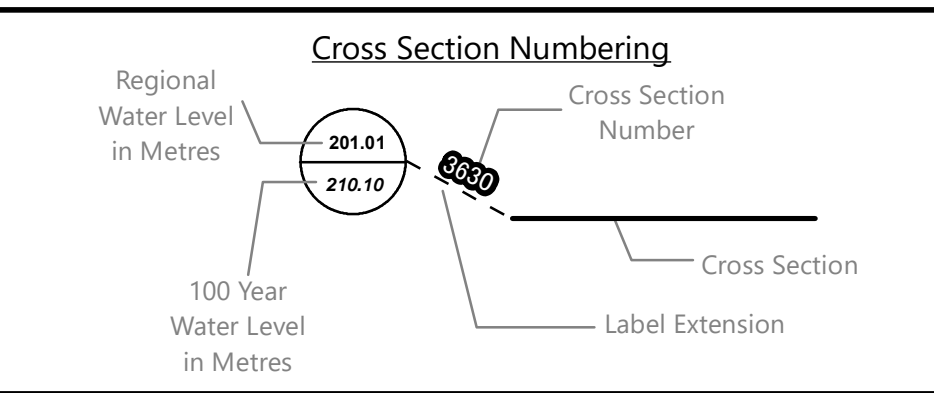 Cross Section Numbering
Regional
Water Level
in Metres
Cross Section
Number
201.01
3630
210.10
Cross Section
100 Year
Water Level
in Metres
Label Extension